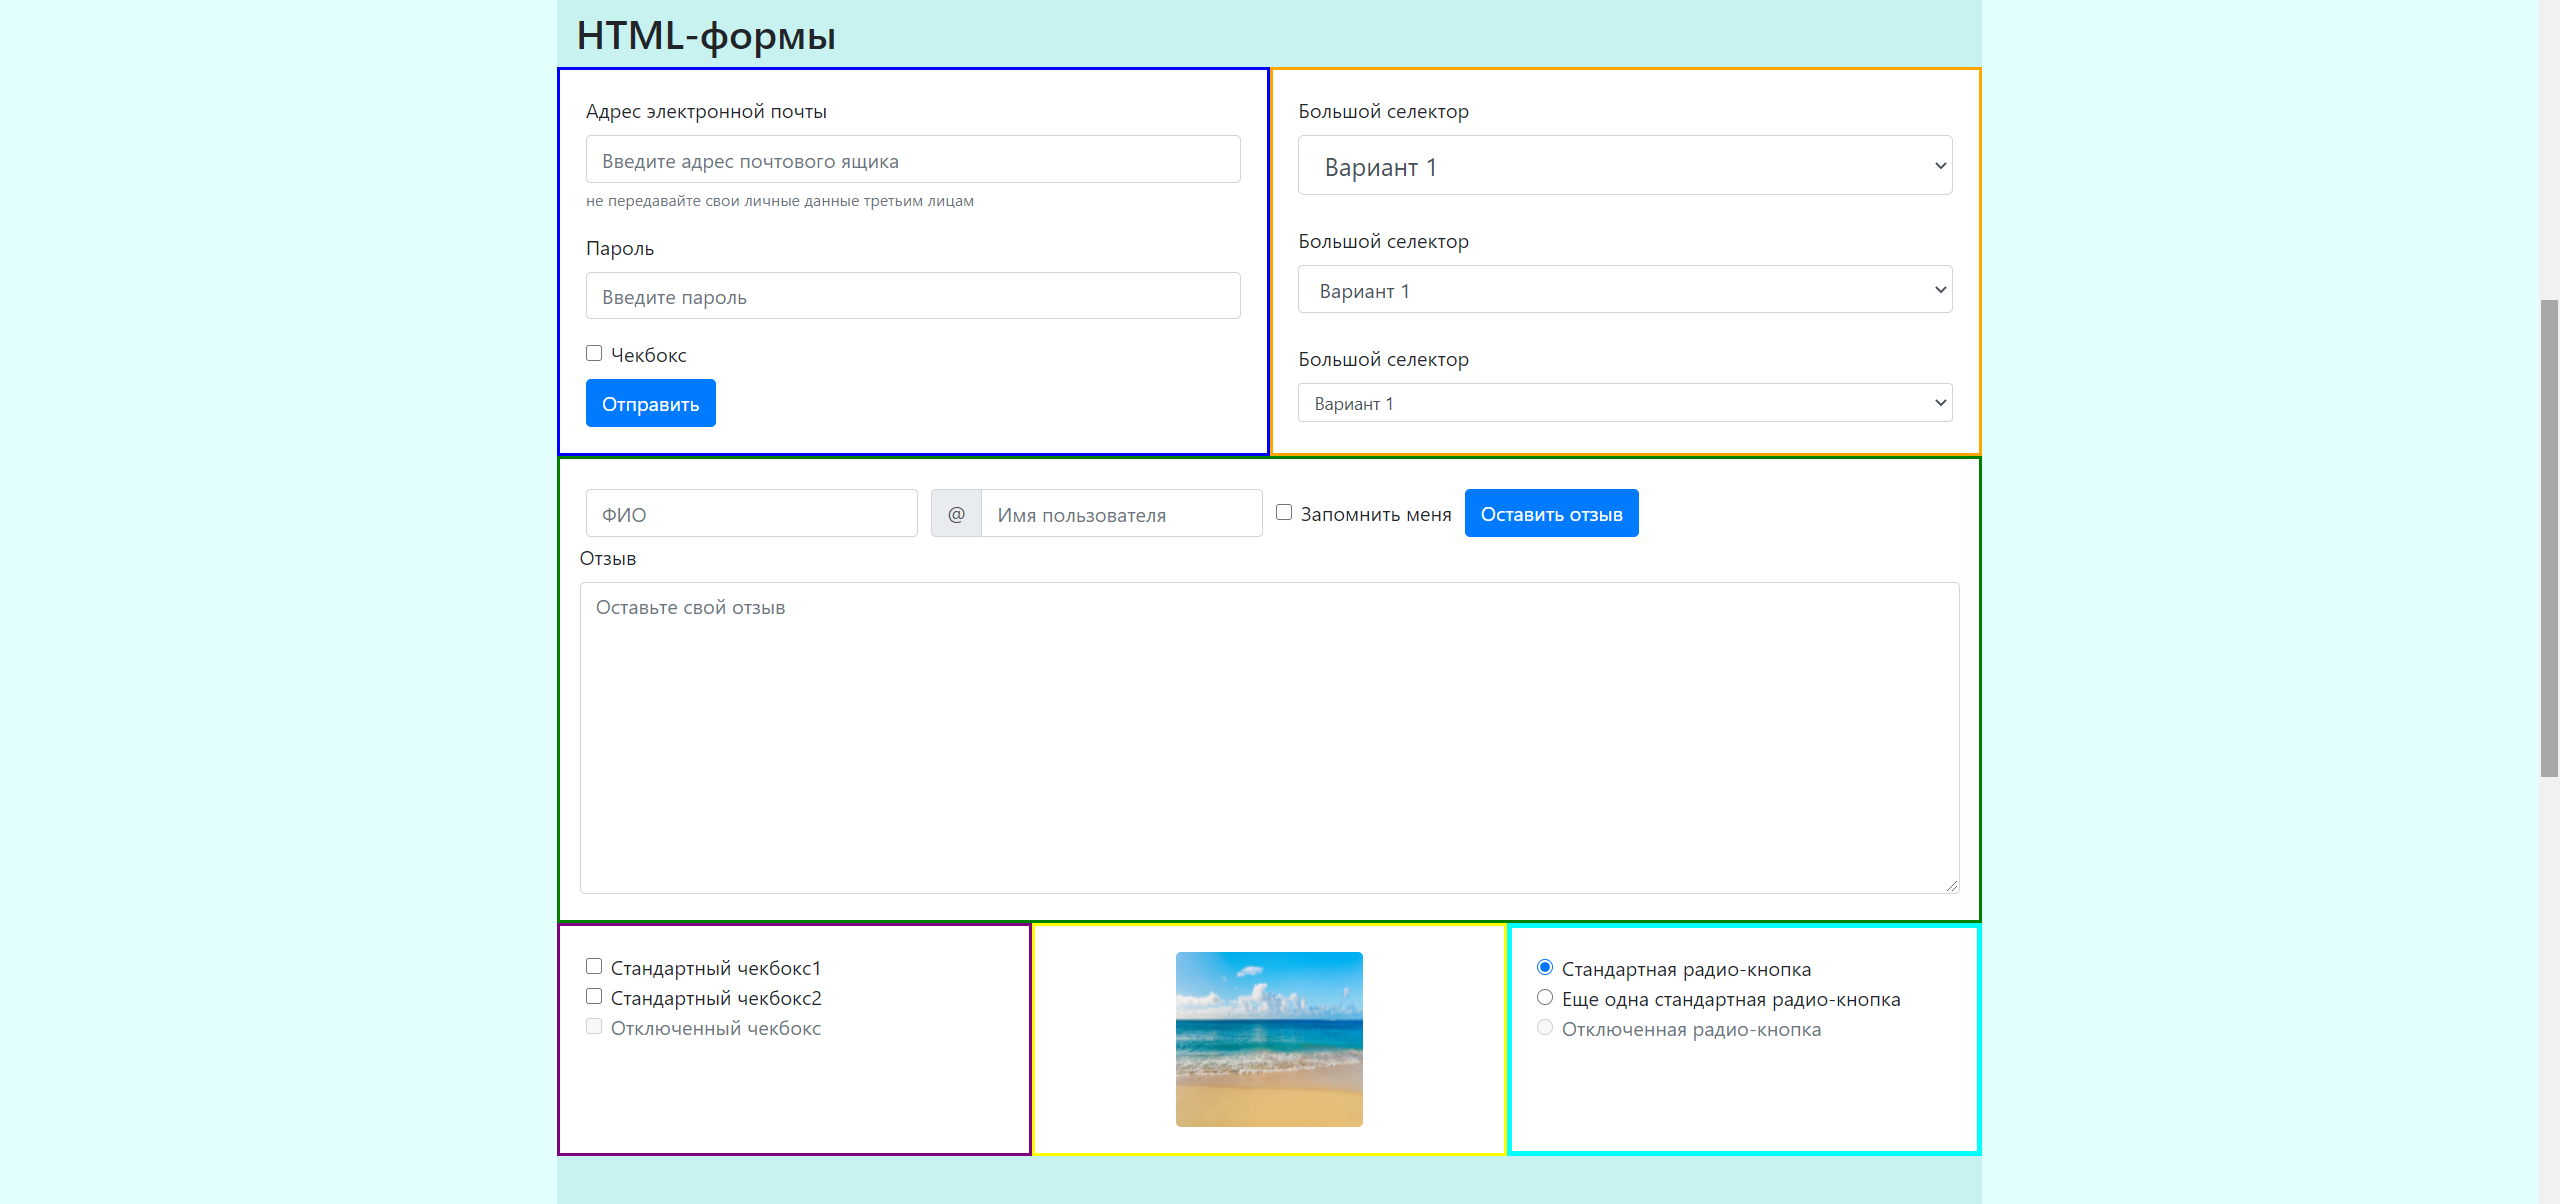 HTML-формы
Адрес электронной почты
Введите адрес почтового ящика
не передавайте свои личные данные третьим лицам
Пароль
Введите пароль
Чекбокс
Отправить
Большой селектор
Вариант 1
Большой селектор
Вариант 1
Большой селектор
Вариант 1
ФИО
@ Имя пользователя
Запомнить меня
Оставить отзыв
Отзыв
Оставьте свой отзыв
Стандартный чекбокс1
Стандартный чекбокс2
Отключенный чекбокс
Стандартная радио-кнопка
Еще одна стандартная радио-кнопка
Отключенная радио-кнопка